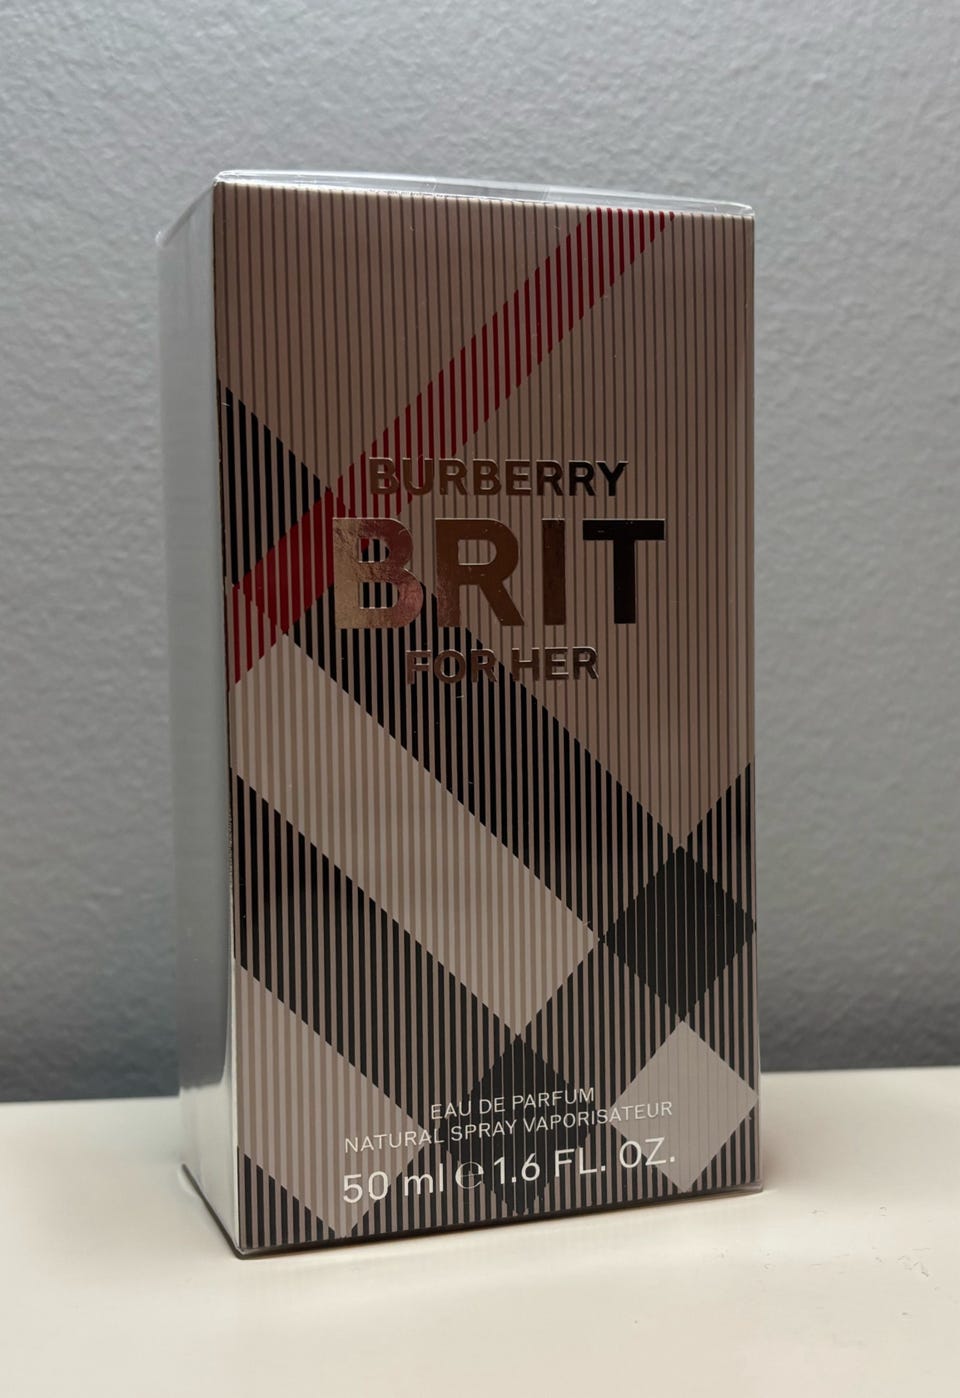 BURBERRY
BRIT
FOR HER
EAU DE PARFUM
NATURAL SPRAY VAPORISATEUR
50 ml ℮ 1.6 FL. OZ.